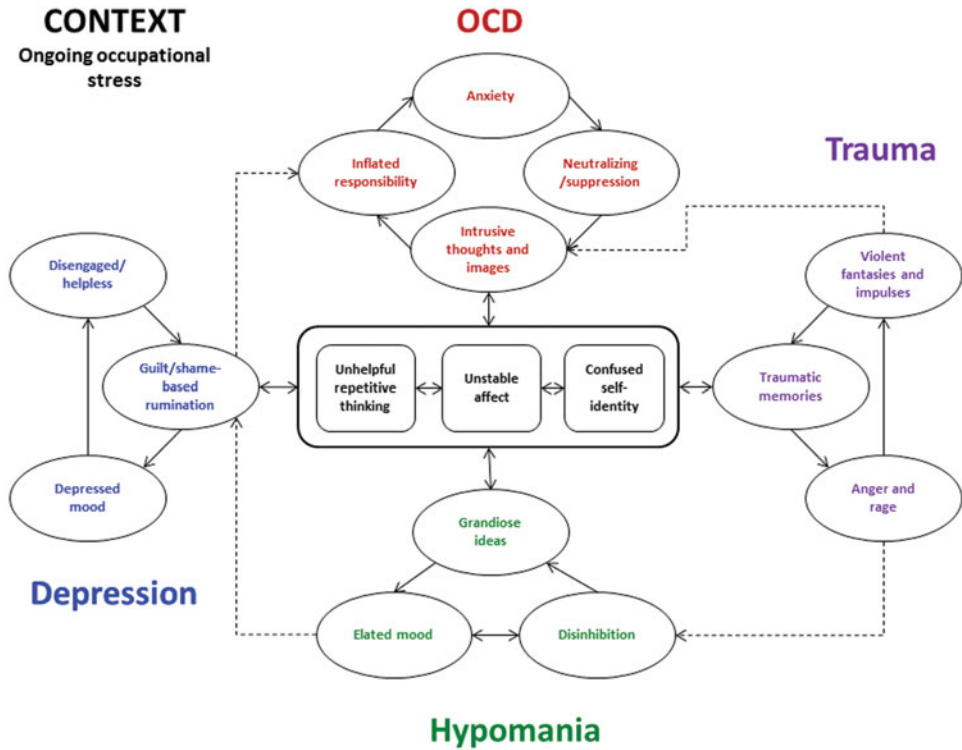 CONTEXT
Ongoing occupational
stress
OCD
Anxiety
Inflated
responsibility
Neutralizing
/suppression
Intrusive
thoughts and
images
Trauma
Violent
fantasies and
impulses
Traumatic
memories
Anger and
rage
Disengaged/
helpless
Guilt/shame-
based
rumination
Depressed
mood
Depression
Unhelpful
repetitive
thinking
Unstable
affect
Confused
self-
identity
Grandiose
ideas
Elated mood
Disinhibition
Hypomania